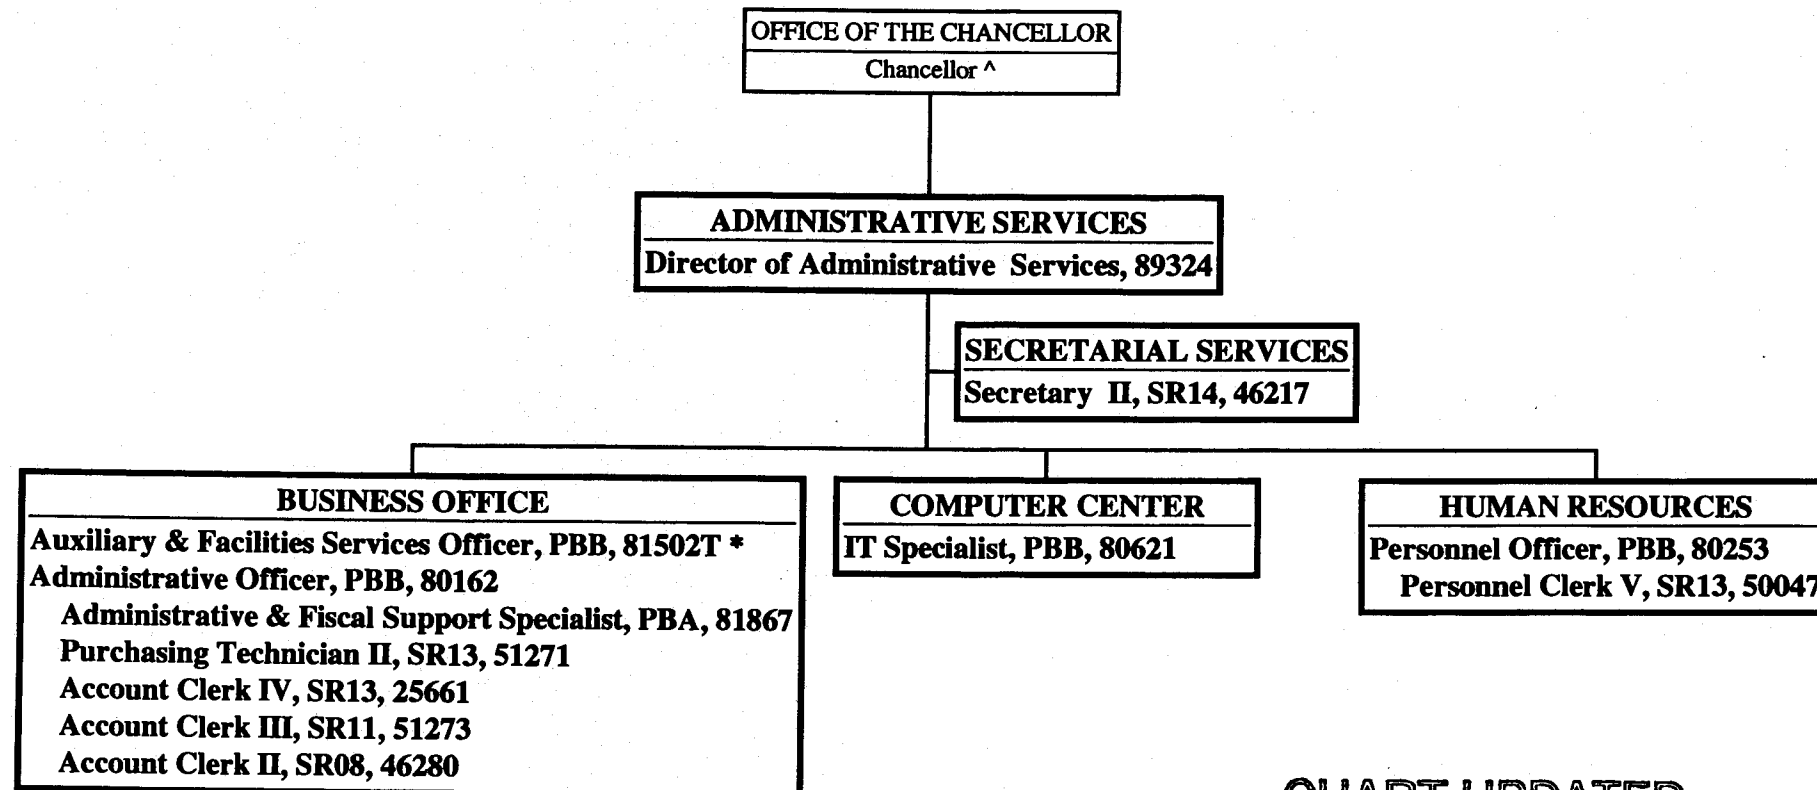 OFFICE OF THE CHANCELLOR
Chancellor ^
ADMINISTRATIVE SERVICES
Director of Administrative Services, 89324
SECRETARIAL SERVICES
Secretary II, SR14, 46217
BUSINESS OFFICE
Auxiliary & Facilities Services Officer, PBB, 81502T *
Administrative Officer, PBB, 80162
Administrative & Fiscal Support Specialist, PBA, 81867
Purchasing Technician II, SR13, 51271
Account Clerk IV, SR13, 25661
Account Clerk III, SR11, 51273
Account Clerk II, SR08, 46280
COMPUTER CENTER
IT Specialist, PBB, 80621
HUMAN RESOURCES
Personnel Officer, PBB, 80253
Personnel Clerk V, SR13, 50047
CHART UPDATED